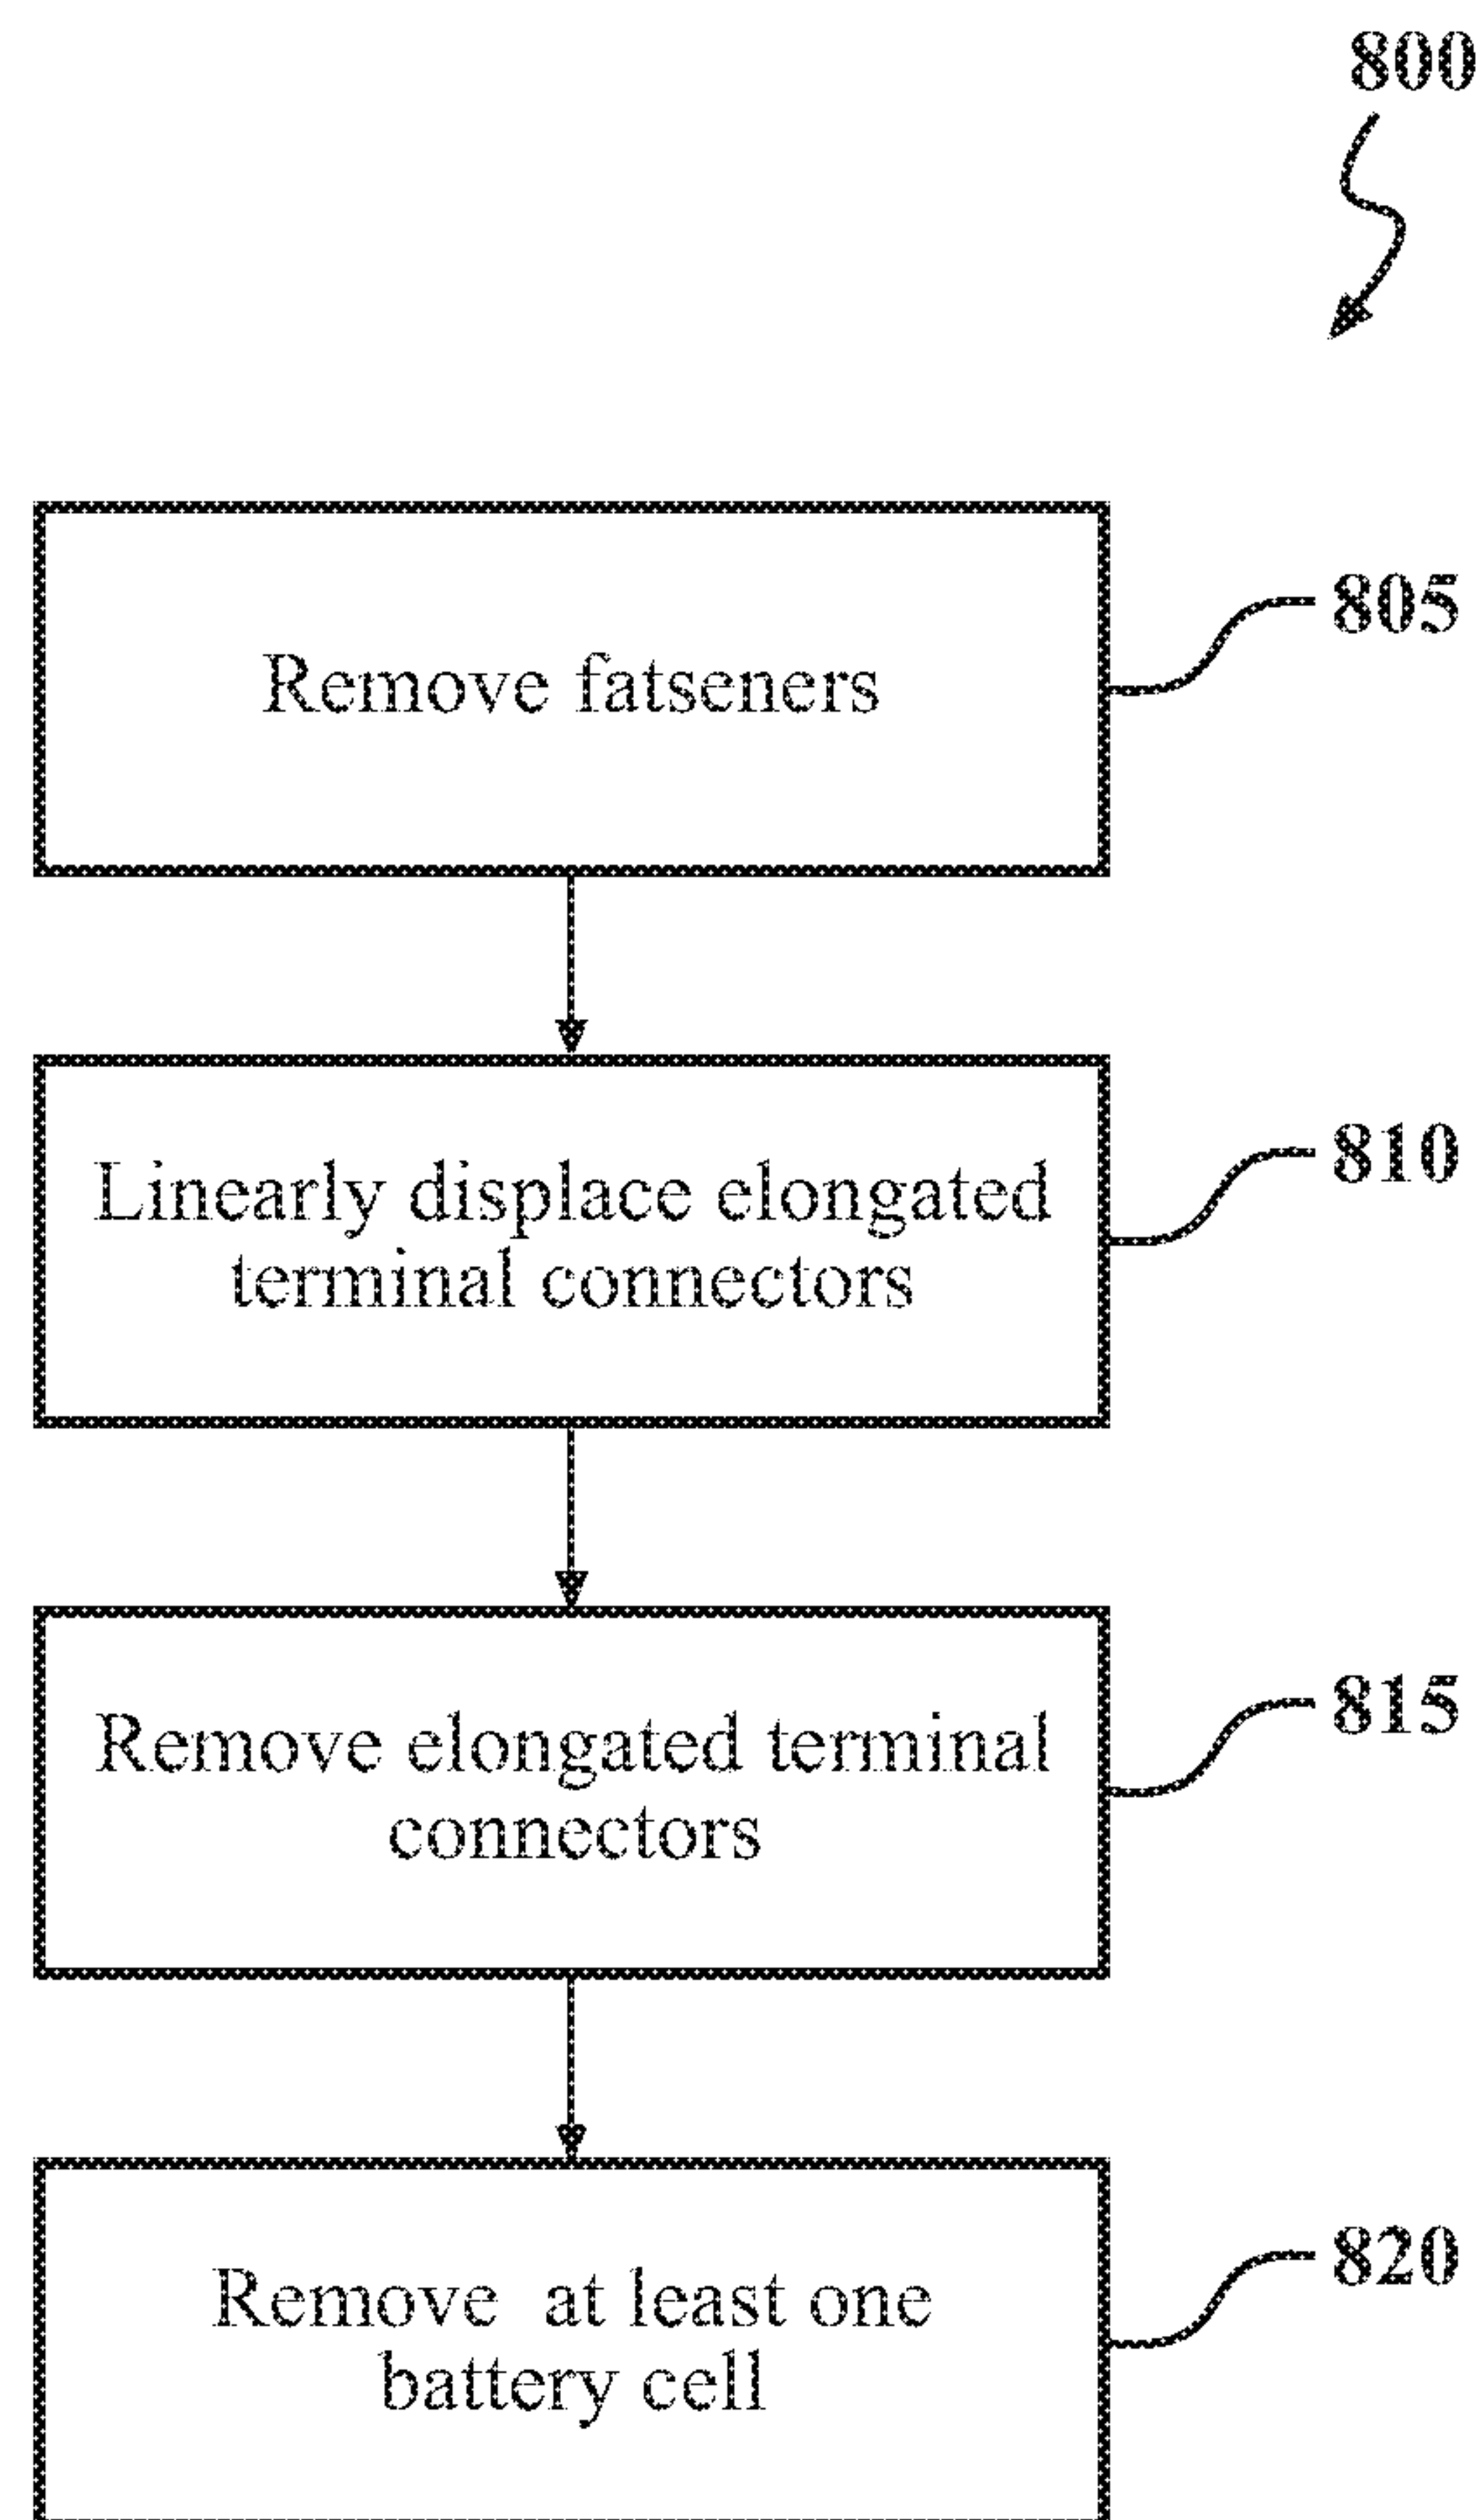 800
Remove fatseners
805
Linearly displace elongated
terminal connectors
810
Remove elongated terminal
connectors
815
Remove at least one
battery cell
820